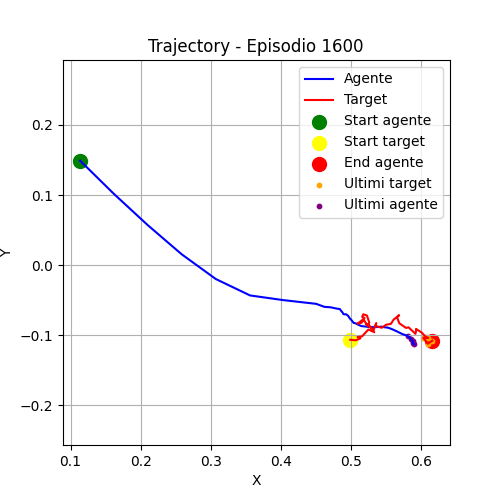 Trajectory - Episodio 1600
Agente
Target
Start agente
Start target
End agente
Ultimi target
Ultimi agente
Y
0.2
0.1
0.0
−0.1
−0.2
0.1
0.2
0.3
0.4
0.5
0.6
X